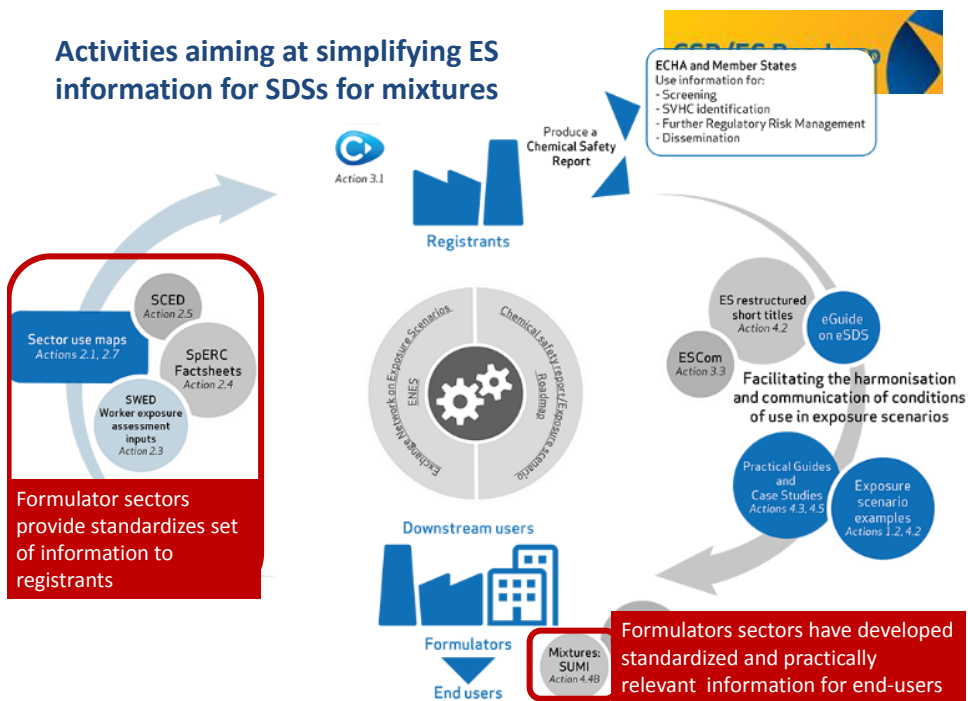 Activities aiming at simplifying ES
information for SDSs for mixtures
ECHA and Member States
Use information for:
- Screening
- SVHC identification
- Further Regulatory Risk Management
- Dissemination
Produce a
Chemical Safety
Report
Action 3.1
Registrants
SCED
Action 2.5
Sector use maps
Actions 2.1, 2.7
SpERC
Factsheets
Action 2.4
SWED
Worker exposure
assessment
inputs
Action 2.3
Formulator sectors
provide standardizes set
of information to
registrants
Exchange Network on Exposure Scenarios
ENES
Chemical safety report/Exposure scenario
Roadmap
ES restructured
short titles
Action 4.2
eGuide
on eSDS
ESCom
Action 3.3
Facilitating the harmonisation
and communication of conditions
of use in exposure scenarios
Practical Guides
and
Case Studies
Actions 4.3, 4.5
Exposure
scenario
examples
Actions 1.2, 4.2
Downstream users
Formulators
End users
Mixtures:
SUMI
Action 4.4B
Formulators sectors have developed
standardized and practically
relevant information for end-users